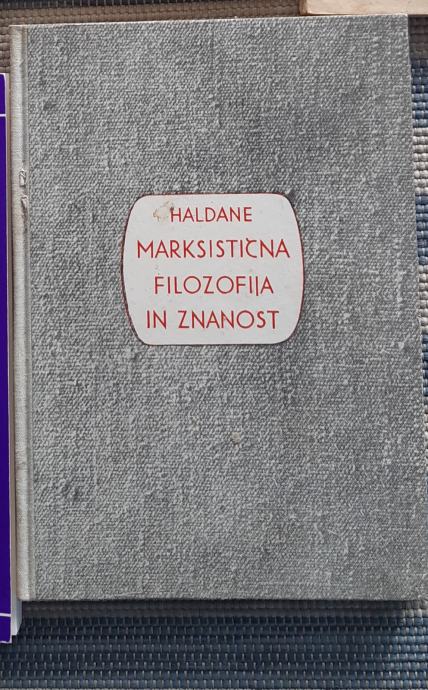 HALDANE
MARKSISTIČNA
FILOZOFIJA
IN ZNANOST